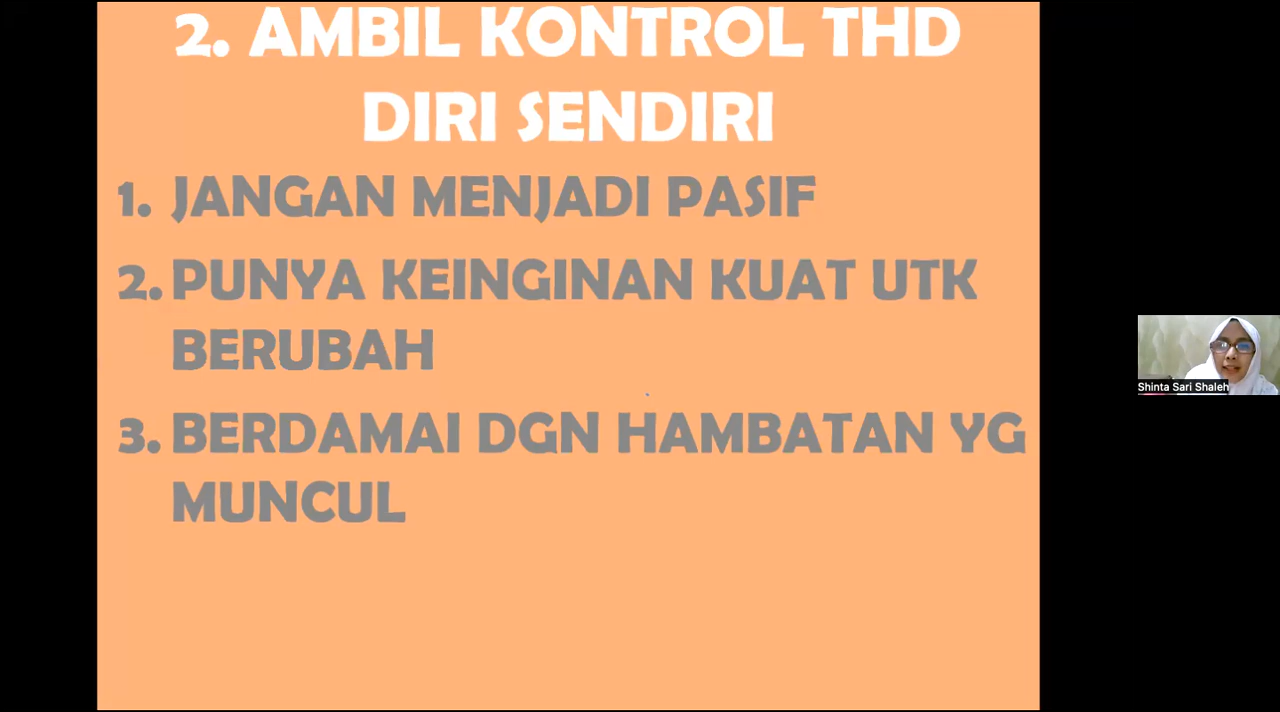 2. AMBIL KONTROL THD
DIRI SENDIRI
1. JANGAN MENJADI PASIF
2. PUNYA KEINGINAN KUAT UTK
BERUBAH
3. BERDAMAI DGN HAMBATAN YG
MUNCUL
Shinta Sari Shaleh